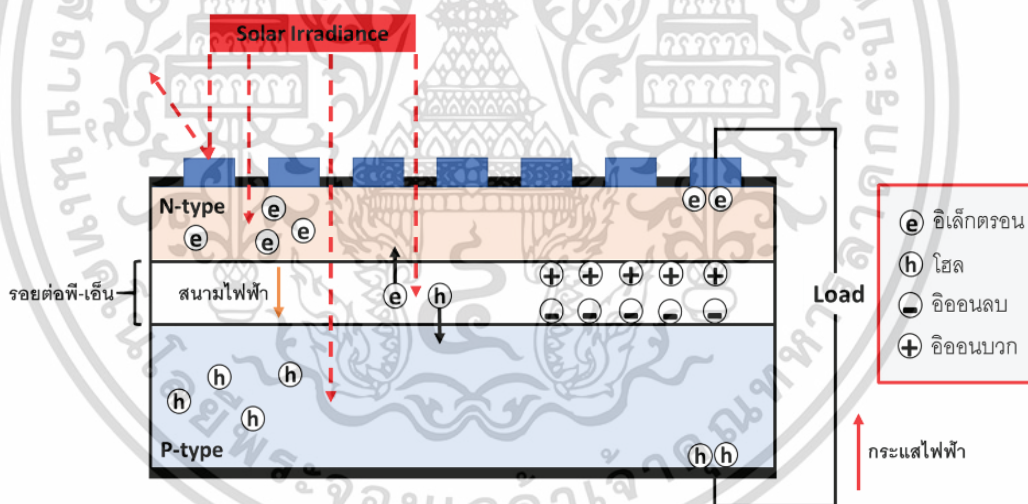 Solar Irradiance
N-type
e e e e
e e
อิเล็กตรอน
e
โฮล
h
อิออนลบ
-
อิออนบวก
+
รอยต่อพี-เอ็น
สนามไฟฟ้า
e h
+ + + + +
- - - - -
Load
h h h h
P-type
h h
กระแสไฟฟ้า